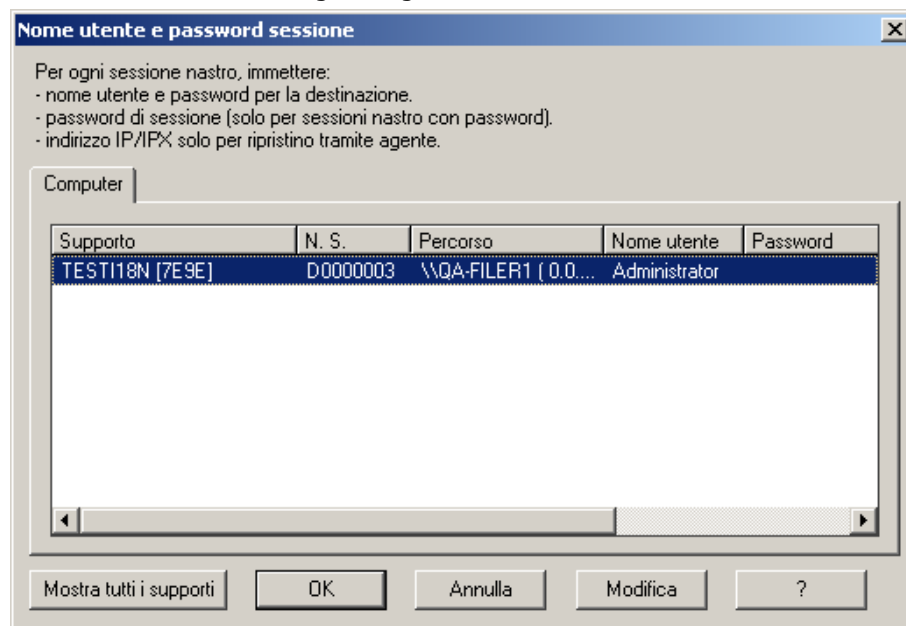 Nome utente e password sessione
Per ogni sessione nastro, immettere:
- nome utente e password per la destinazione.
- password di sessione (solo per sessioni nastro con password).
- indirizzo IP/IPX solo per ripristino tramite agente.
Computer
Supporto N. S. Percorso Nome utente Password
TESTI18N [7E9E] D0000003 \\QA-FILER1 ( 0.0.... Administrator
Mostra tutti i supporti OK Annulla Modifica ?